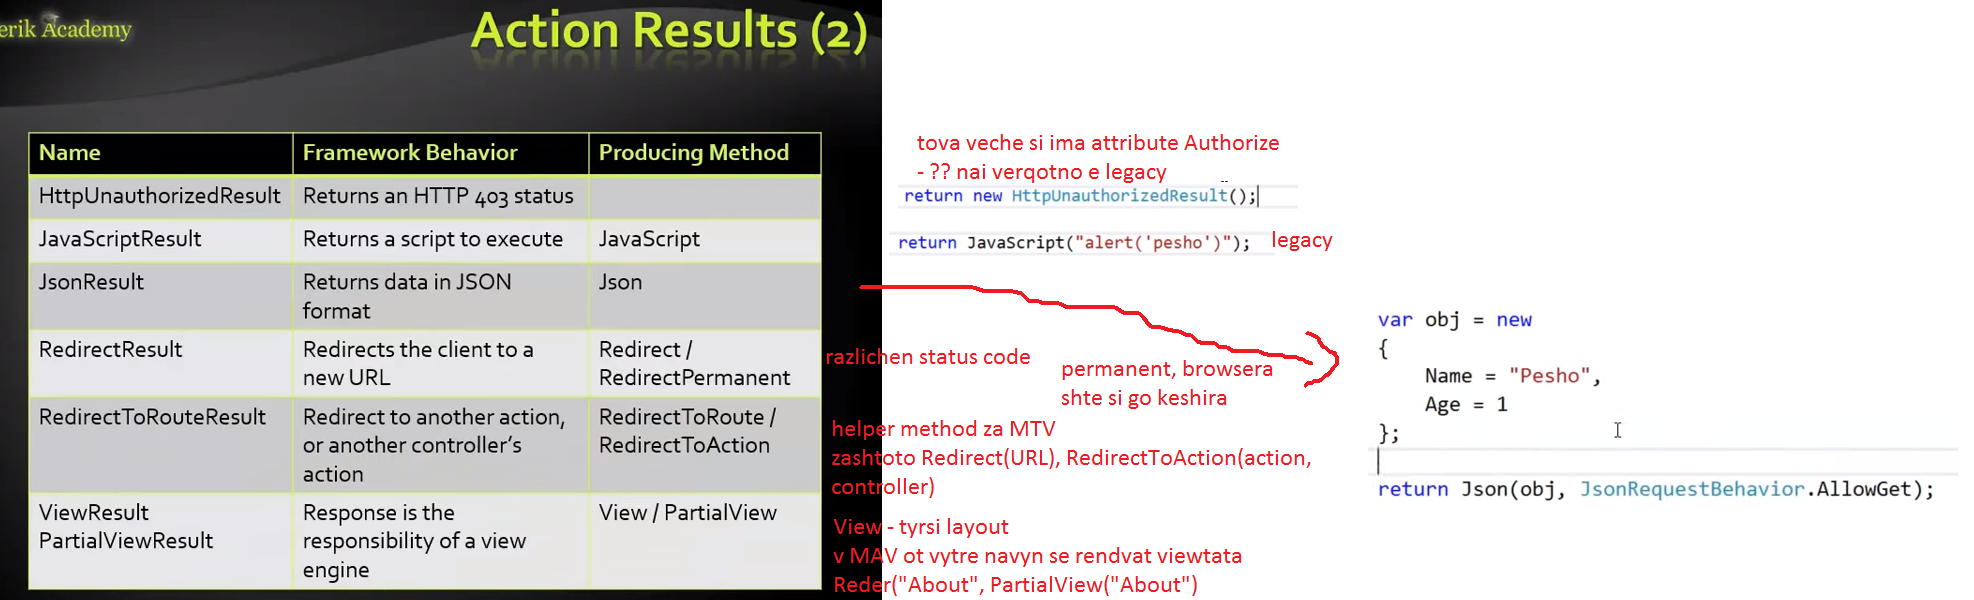 erik Academy
Action Results (2)
Name Framework Behavior Producing Method
HttpUnauthorizedResult Returns an HTTP 403 status
JavaScriptResult Returns a script to execute JavaScript
JsonResult Returns data in JSON Json
format
RedirectResult Redirects the client to a Redirect /
new URL RedirectPermanent
RedirectToRouteResult Redirect to another action, RedirectToRoute /
or another controller's RedirectToAction
action
ViewResult Response is the View / PartialView
PartialViewResult responsibility of a view
engine
tova veche si ima attribute Authorize
- ?? nai verqotno e legacy
return new HttpUnauthorizedResult();
return JavaScript("alert('pesho')"); legacy
razlichen status code
permanent, browsera
shte si go keshira
helper method za MTV
zashtoto Redirect(URL), RedirectToAction(action,
controller)
View - tyrsi layout
v MAV ot vytre navyn se rendvat viewtata
Reder("About", PartialView("About")
var obj = new
{
Name = "Pesho",
Age = 1
};
return Json(obj, JsonRequestBehavior.AllowGet);